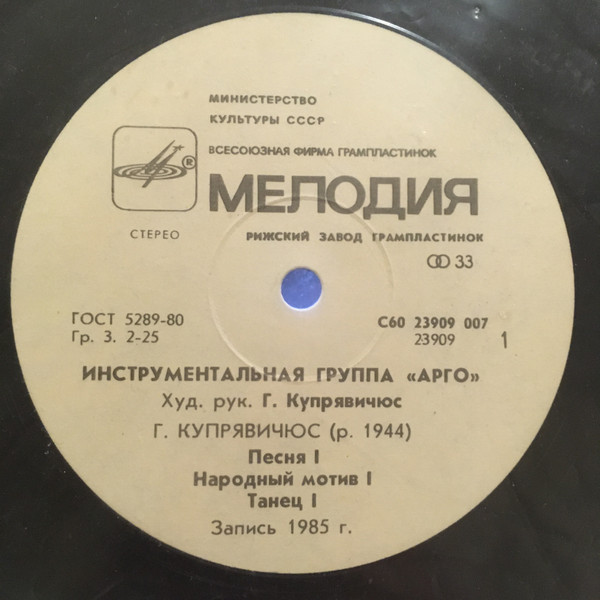 МИНИСТЕРСТВО
КУЛЬТУРЫ СССР
ВСЕСОЮЗНАЯ ФИРМА ГРАМПЛАСТИНОК
®
МЕЛОДИЯ
СТЕРЕО
РИЖСКИЙ ЗАВОД ГРАМПЛАСТИНОК
33
ГОСТ 5289-80
С60 23909 007
Гр. 3. 2-25
23909 1
ИНСТРУМЕНТАЛЬНАЯ ГРУППА «АРГО»
Худ. рук. Г. Купрявичюс
Г. КУПРЯВИЧЮС (р. 1944)
Песня I
Народный мотив I
Танец I
Запись 1985 г.